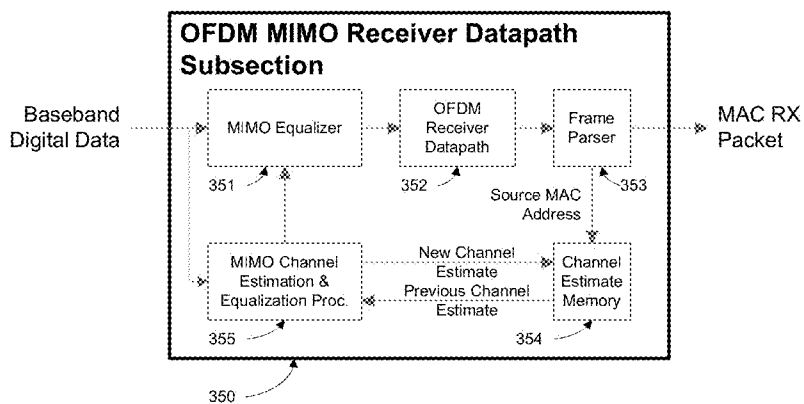 OFDM MIMO Receiver Datapath
Subsection
Baseband
Digital Data
MIMO Equalizer
OFDM
Receiver
Datapath
Frame
Parser
MAC RX
Packet
351
352
353
Source MAC
Address
MIMO Channel
Estimation &
Equalization Proc.
New Channel
Estimate
Previous Channel
Estimate
Channel
Estimate
Memory
355
354
350